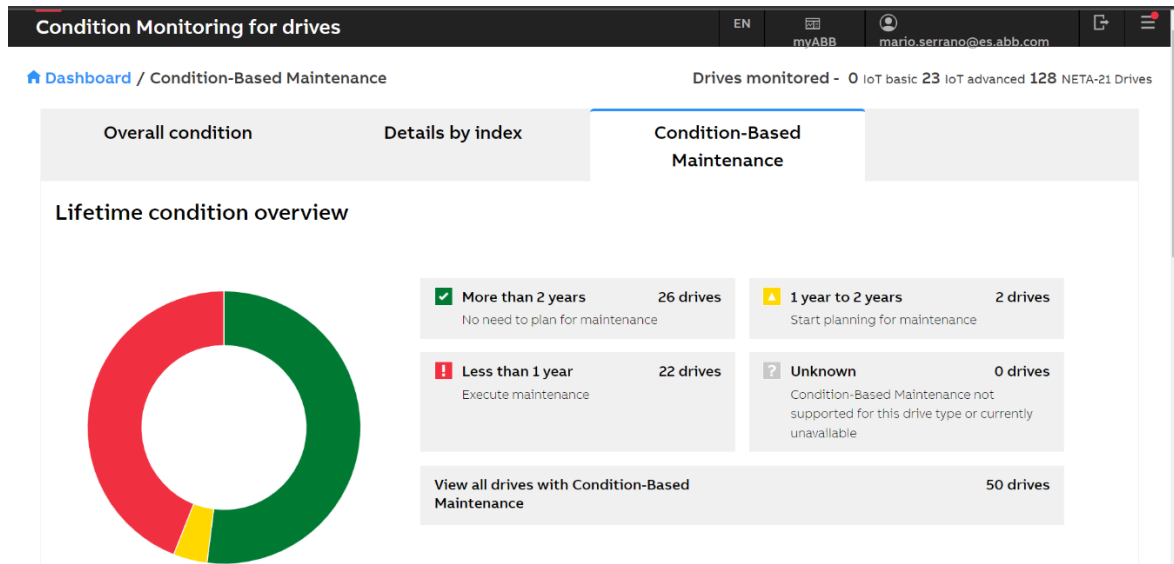 Condition Monitoring for drives
EN
myABB
mario.serrano@es.abb.com
Dashboard / Condition-Based Maintenance
Drives monitored - 0 IoT basic 23 IoT advanced 128 NETA-21 Drives
Overall condition
Details by index
Condition-Based
Maintenance
Lifetime condition overview
More than 2 years 26 drives
No need to plan for maintenance
1 year to 2 years 2 drives
Start planning for maintenance
Less than 1 year 22 drives
Execute maintenance
Unknown 0 drives
Condition-Based Maintenance not
supported for this drive type or currently
unavailable
View all drives with Condition-Based
Maintenance
50 drives